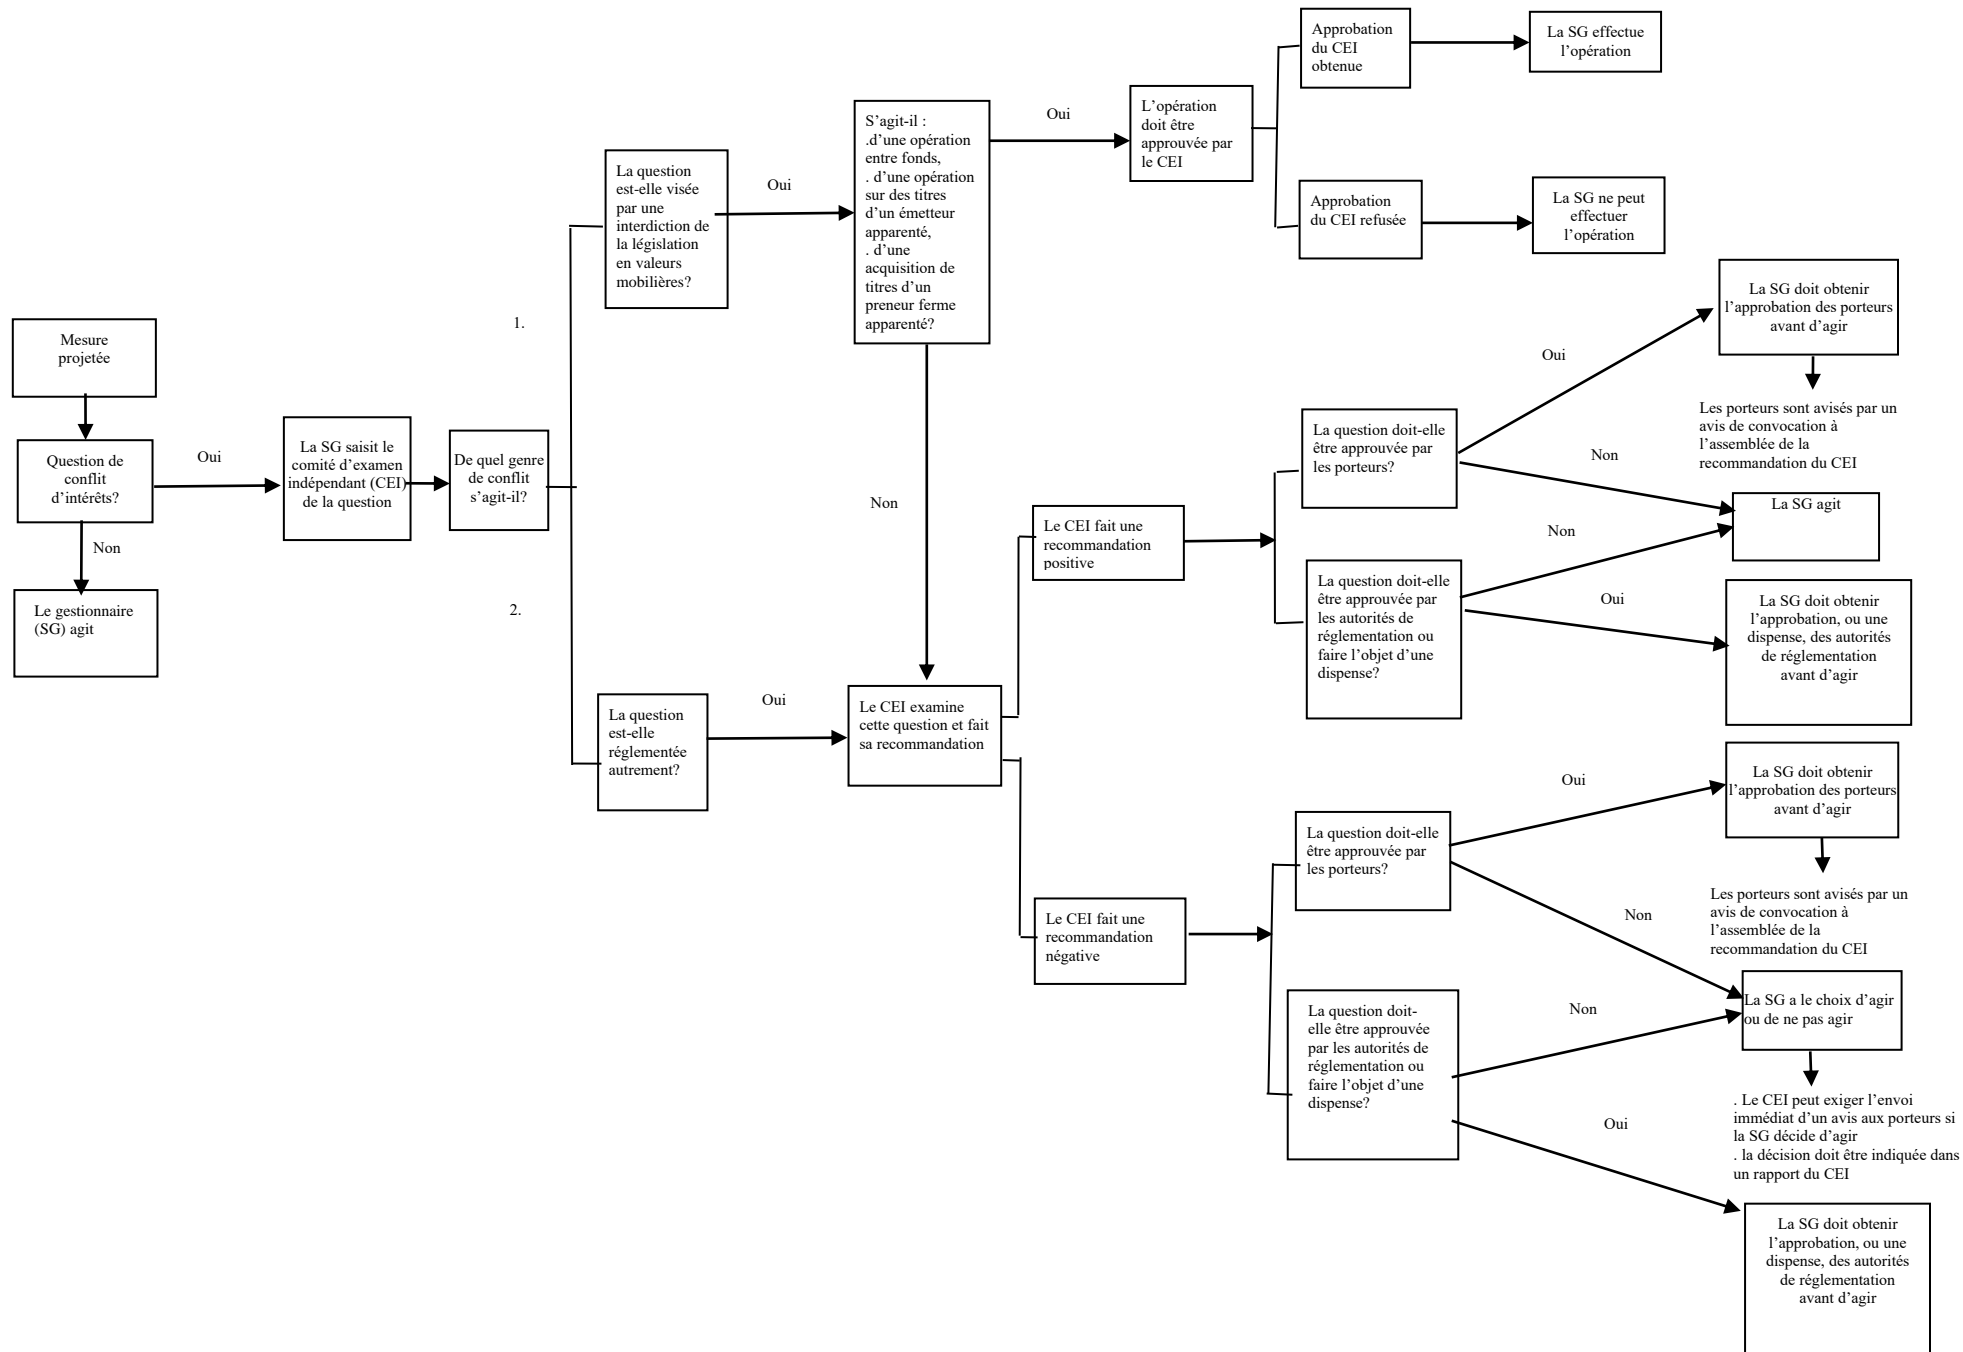 Mesure
projetée
Question de
conflit
d’intérêts?
Oui
Non
Le gestionnaire
(SG) agit
La SG saisit le
comité d’examen
indépendant (CEI)
de la question
De quel genre
de conflit
s’agit-il?
1.
2.
La question
est-elle visée
par une
interdiction de
la législation
en valeurs
mobilières?
Oui
S’agit-il :
.d’une opération
entre fonds,
. d’une opération
sur des titres
d’un émetteur
apparenté,
. d’une
acquisition de
titres d’un
preneur ferme
apparenté?
Oui
Non
L’opération
doit être
approuvée par
le CEI
Approbation
du CEI
obtenue
La SG effectue
l’opération
Approbation
du CEI refusée
La SG ne peut
effectuer
l’opération
La question
est-elle
réglementée
autrement?
Oui
Le CEI examine
cette question et fait
sa recommandation
Le CEI fait une
recommandation
positive
La question doit-elle
être approuvée par
les porteurs?
Oui
La SG doit obtenir
l’approbation des porteurs
avant d’agir
Les porteurs sont avisés par un
avis de convocation à
l’assemblée de la
recommandation du CEI
Non
La SG agit
La question doit-elle
être approuvée par
les autorités de
réglementation ou
faire l’objet d’une
dispense?
Non
Oui
La SG doit obtenir
l’approbation, ou une
dispense, des autorités
de réglementation
avant d’agir
Le CEI fait une
recommandation
négative
La question doit-elle
être approuvée par
les porteurs?
Oui
La SG doit obtenir
l’approbation des porteurs
avant d’agir
Les porteurs sont avisés par un
avis de convocation à
l’assemblée de la
recommandation du CEI
Non
La SG a le choix d’agir
ou de ne pas agir
. Le CEI peut exiger l’envoi
immédiat d’un avis aux porteurs si
la SG décide d’agir
. la décision doit être indiquée dans
un rapport du CEI
La question doit-
elle être approuvée
par les autorités de
réglementation ou
faire l’objet d’une
dispense?
Non
Oui
La SG doit obtenir
l’approbation, ou une
dispense, des autorités
de réglementation
avant d’agir